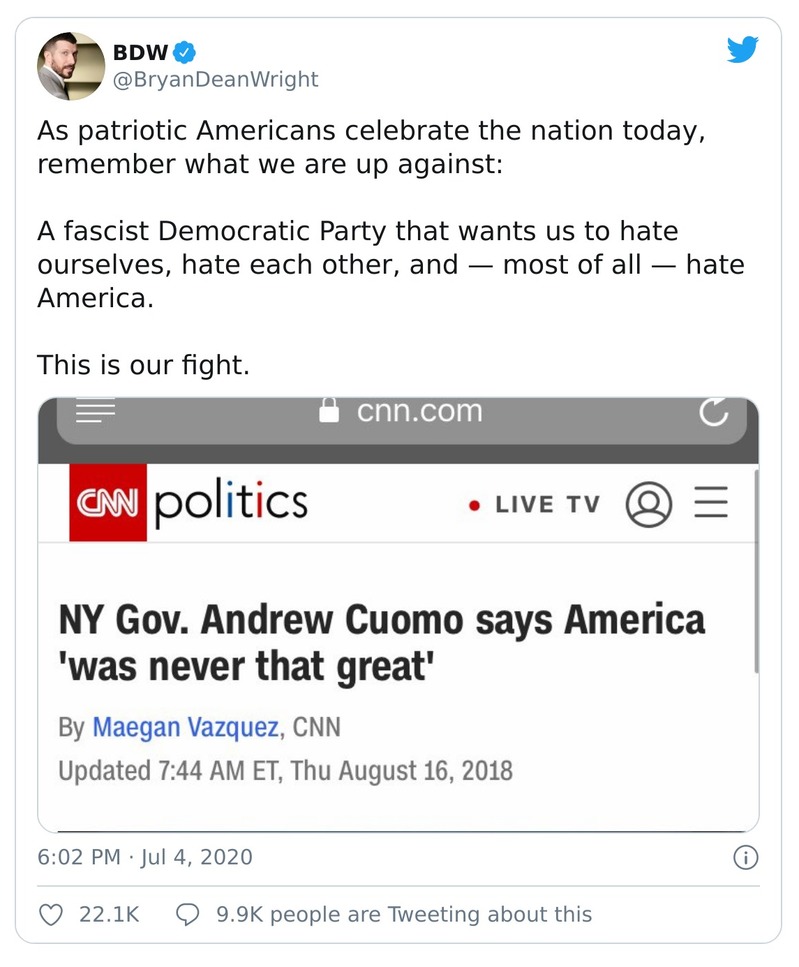 BDW
@BryanDeanWright
As patriotic Americans celebrate the nation today,
remember what we are up against:
A fascist Democratic Party that wants us to hate
ourselves, hate each other, and — most of all — hate
America.
This is our fight.
cnn.com
CNN politics
LIVE TV
NY Gov. Andrew Cuomo says America
'was never that great'
By Maegan Vazquez, CNN
Updated 7:44 AM ET, Thu August 16, 2018
6:02 PM · Jul 4, 2020
22.1K
9.9K people are Tweeting about this